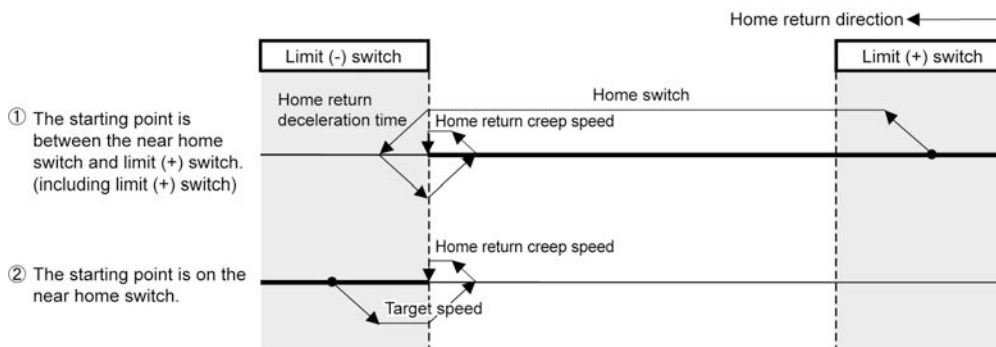 Home return direction
Limit (-) switch
Limit (+) switch
① The starting point is
between the near home
switch and limit (+) switch.
(including limit (+) switch)
Home return
deceleration time
Home switch
Home return creep speed
Home return creep speed
② The starting point is on the
near home switch.
Target speed